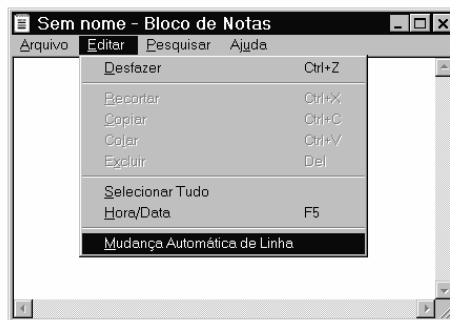 Sem nome - Bloco de Notas
Arquivo Editar Pesquisar Ajuda
Desfazer Ctrl+Z
Recortar Ctrl+X
Copiar Ctrl+C
Colar Ctrl+V
Excluir Del
Selecionar Tudo
Hora/Data F5
Mudança Automática de Linha